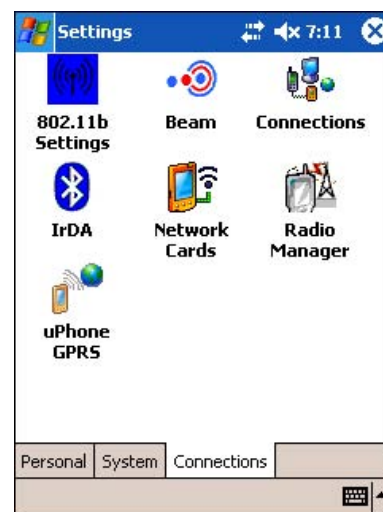 Settings 7:11
802.11b Settings
Beam
Connections
IrDA
Network Cards
Radio Manager
uPhone GPRS
Personal System Connections